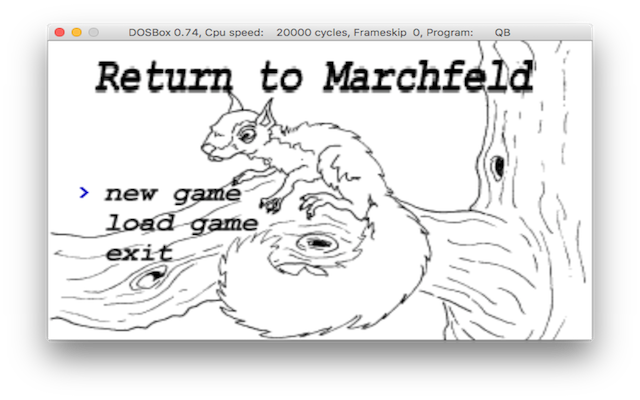 DOSBox 0.74, Cpu speed: 20000 cycles, Frameskip 0, Program: QB
Return to Marchfeld
> new game
load game
exit